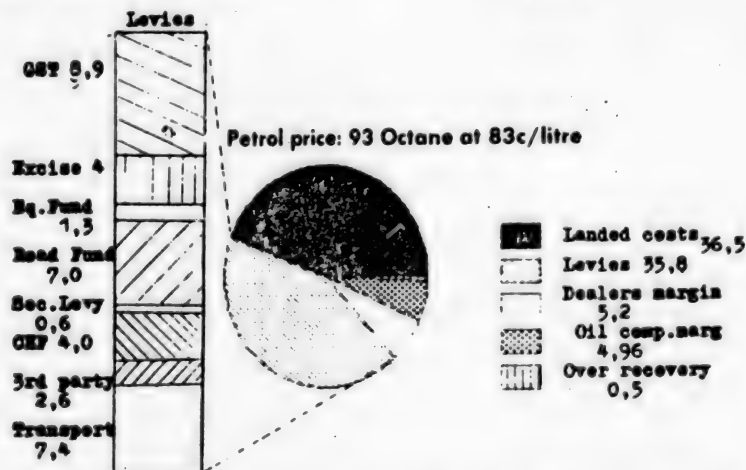 Levies
GST 8,9
Excise 4
Eq.Fund
1,3
Road Fund
7,0
Sec.Levy
0,6
CEF 4,0
3rd party
2,6
Transport
7,4
Petrol price: 93 Octane at 83c/litre
Landed costs 36,5
Levies 35,8
Dealers margin
5,2
Oil comp.marg
4,96
Over recovery
0,5